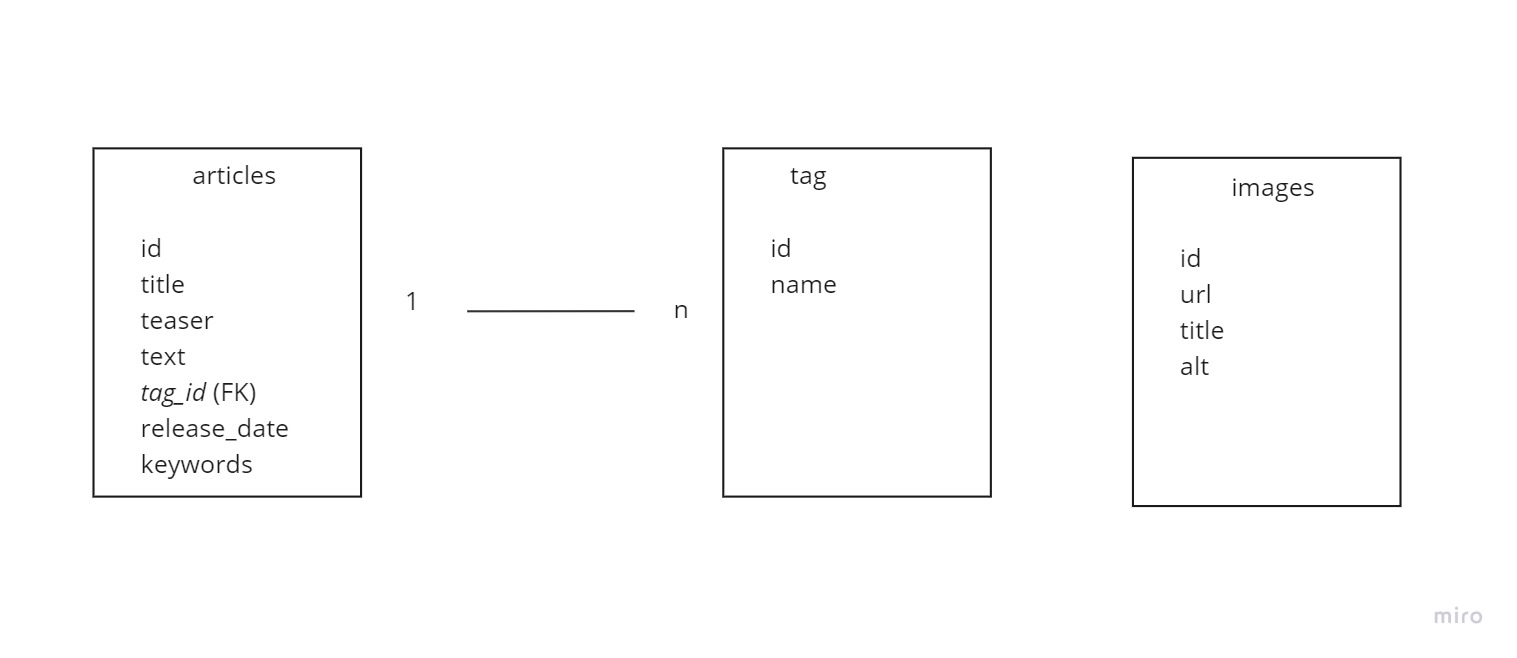 articles
id
title
teaser
text
tag_id (FK)
release_date
keywords
1
n
tag
id
name
images
id
url
title
alt
miro